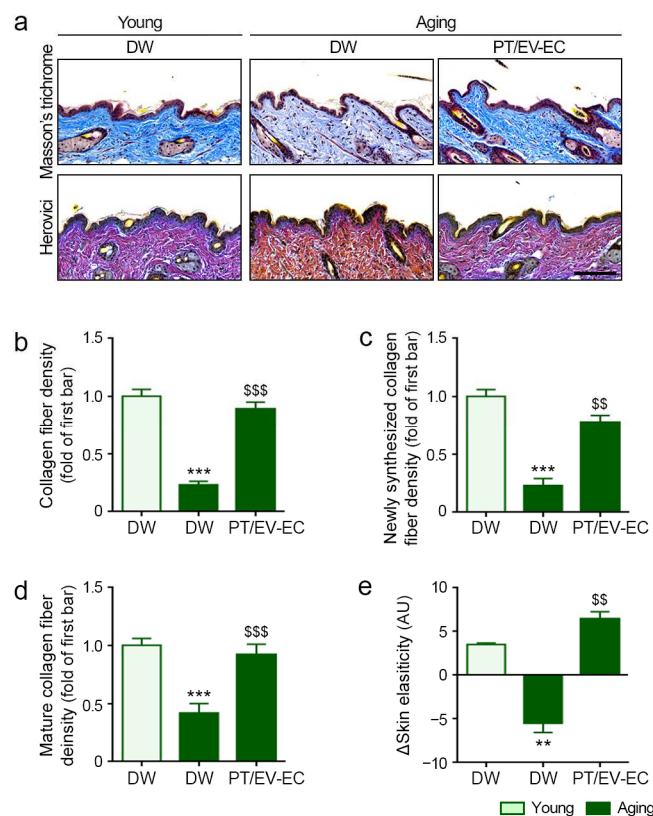 a
Young
Aging
DW
DW
PT/EV-EC
Masson's trichrome
Herovici
b
Collagen fiber density
(fold of first bar)
1.5
1.0
0.5
0
***
$$$
DW
DW
PT/EV-EC
c
Newly synthesized collagen
fiber density (fold of first bar)
1.5
1.0
0.5
0
***
$$
DW
DW
PT/EV-EC
d
Mature collagen fiber
deinsity (fold of first bar)
1.5
1.0
0.5
0
***
$$$
DW
DW
PT/EV-EC
e
ΔSkin elasiticity (AU)
10
5
0
−5
−10
**
$$
DW
DW
PT/EV-EC
Young
Aging